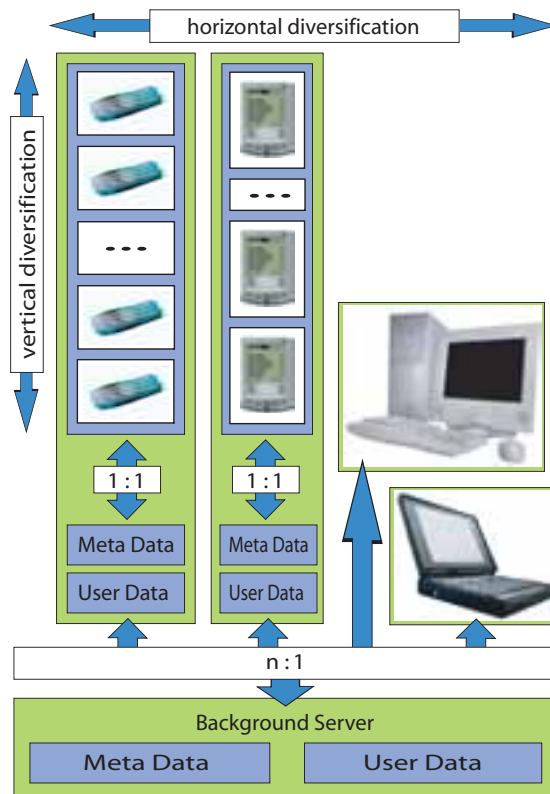 horizontal diversification
vertical diversification
- - -
- - -
1 : 1
1 : 1
Meta Data
Meta Data
User Data
User Data
n : 1
Background Server
Meta Data
User Data